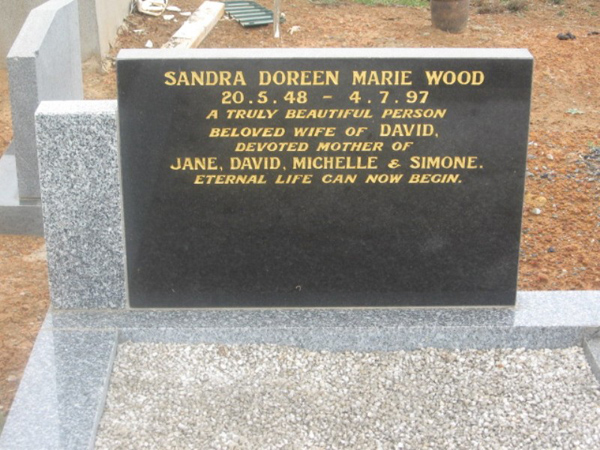 SANDRA DOREEN MARIE WOOD
20.5.48 - 4.7.97
A TRULY BEAUTIFUL PERSON
BELOVED WIFE OF DAVID,
DEVOTED MOTHER OF
JANE, DAVID, MICHELLE & SIMONE.
ETERNAL LIFE CAN NOW BEGIN.